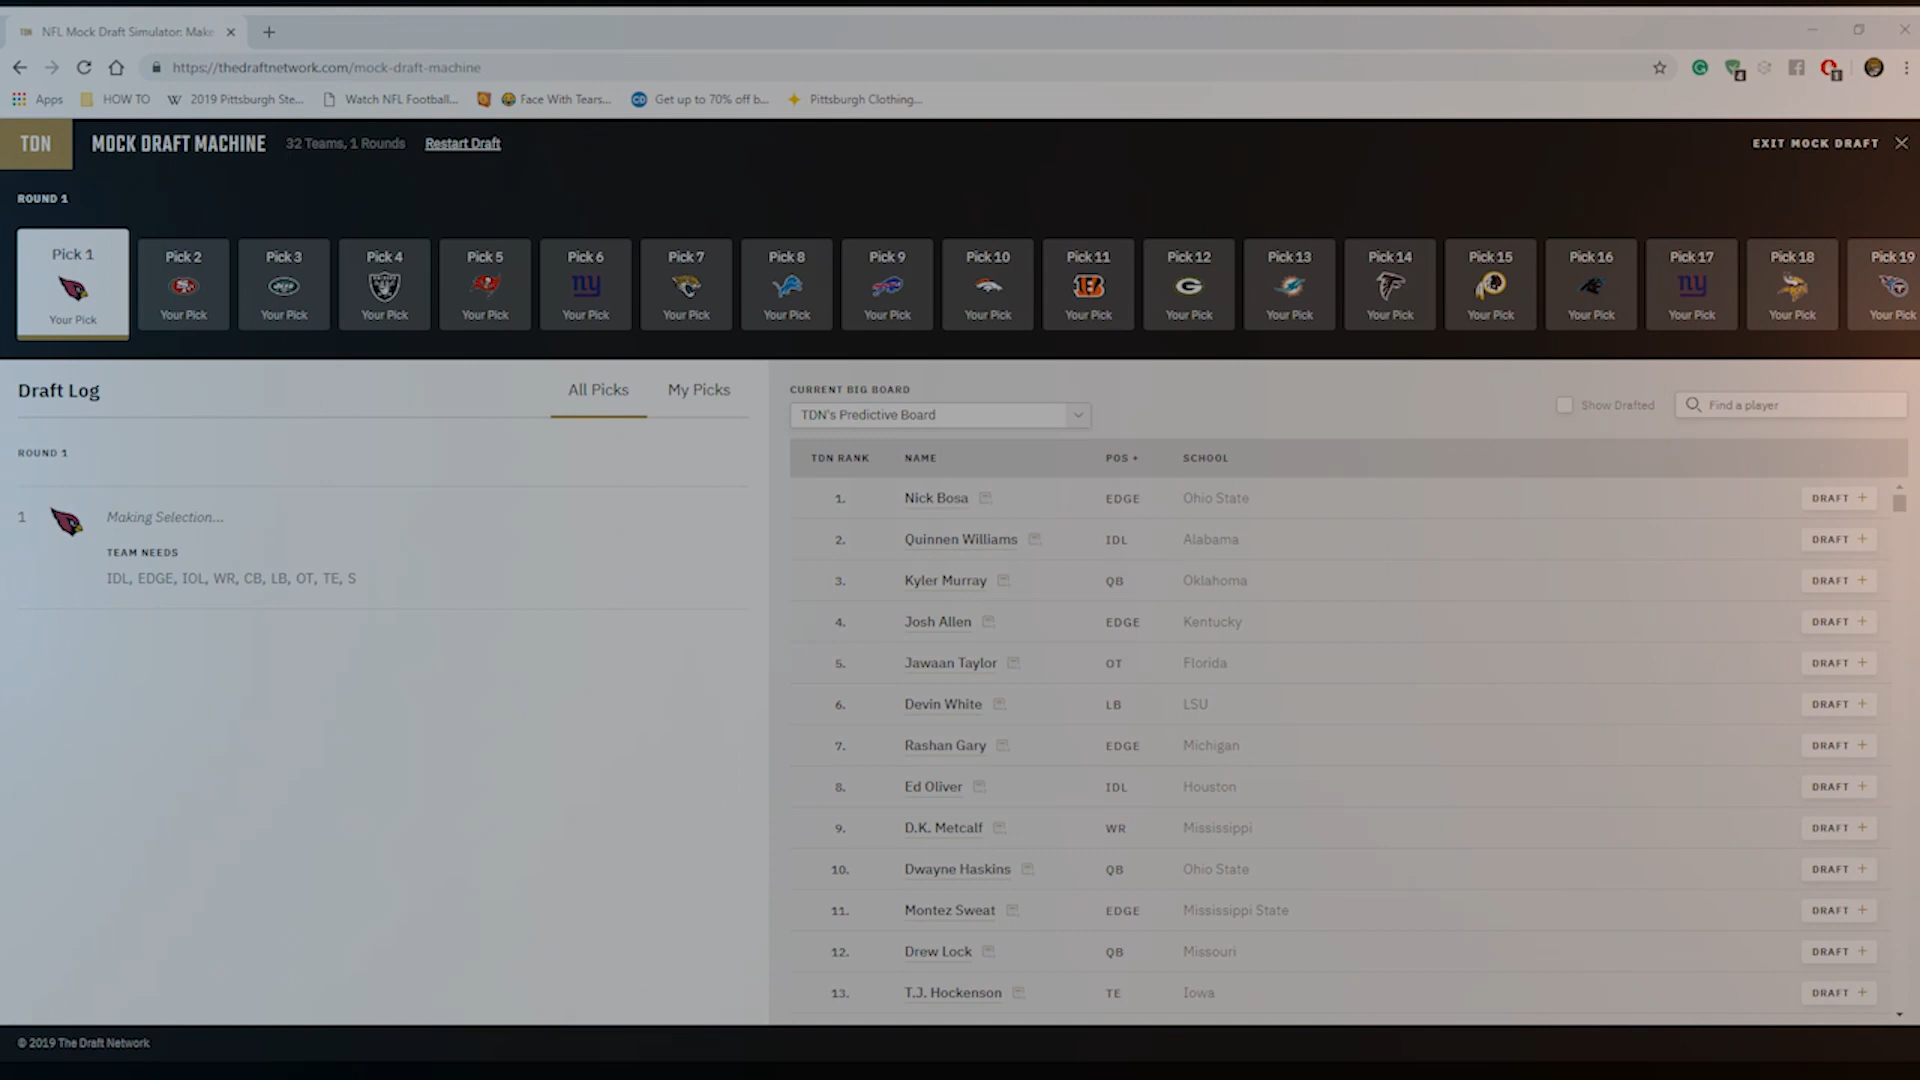 NFL Mock Draft Simulator: Make
https://thedraftnetwork.com/mock-draft-machine
Apps HOW TO 2019 Pittsburgh Ste... Watch NFL Football... Face With Tears... Get up to 70% off b... Pittsburgh Clothing...
TDN MOCK DRAFT MACHINE 32 Teams, 1 Rounds Restart Draft EXIT MOCK DRAFT
ROUND 1
Pick 1 Pick 2 Pick 3 Pick 4 Pick 5 Pick 6 Pick 7 Pick 8 Pick 9 Pick 10 Pick 11 Pick 12 Pick 13 Pick 14 Pick 15 Pick 16 Pick 17 Pick 18 Pick 19
Your Pick Your Pick Your Pick Your Pick Your Pick Your Pick Your Pick Your Pick Your Pick Your Pick Your Pick Your Pick Your Pick Your Pick Your Pick Your Pick Your Pick Your Pick Your Pick
Draft Log All Picks My Picks
ROUND 1
1 Making Selection...
TEAM NEEDS
IDL, EDGE, IOL, WR, CB, LB, OT, TE, S
CURRENT BIG BOARD
TDN's Predictive Board Show Drafted Find a player
TDN RANK NAME POS SCHOOL
1. Nick Bosa EDGE Ohio State DRAFT +
2. Quinnen Williams IDL Alabama DRAFT +
3. Kyler Murray QB Oklahoma DRAFT +
4. Josh Allen EDGE Kentucky DRAFT +
5. Jawaan Taylor OT Florida DRAFT +
6. Devin White LB LSU DRAFT +
7. Rashan Gary EDGE Michigan DRAFT +
8. Ed Oliver IDL Houston DRAFT +
9. D.K. Metcalf WR Mississippi DRAFT +
10. Dwayne Haskins QB Ohio State DRAFT +
11. Montez Sweat EDGE Mississippi State DRAFT +
12. Drew Lock QB Missouri DRAFT +
13. T.J. Hockenson TE Iowa DRAFT +
© 2019 The Draft Network